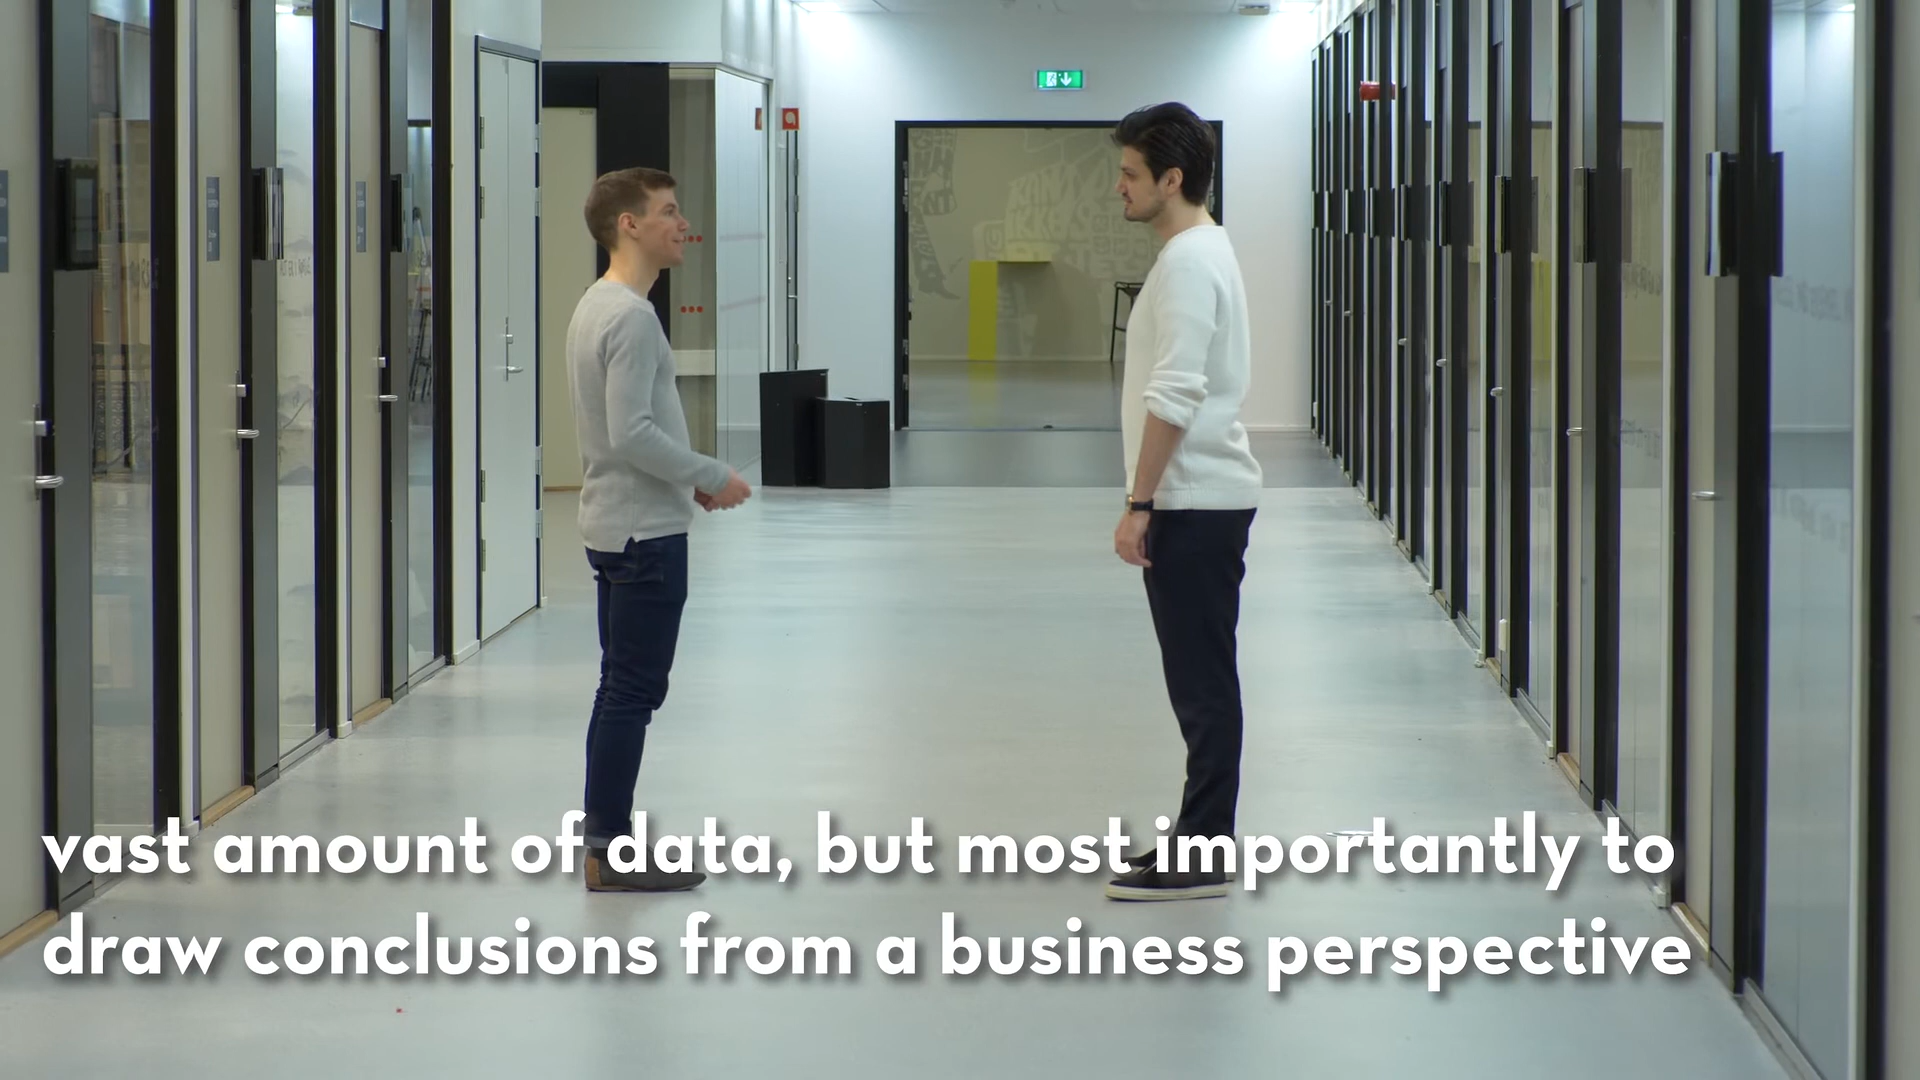 vast amount of data, but most importantly to
draw conclusions from a business perspective